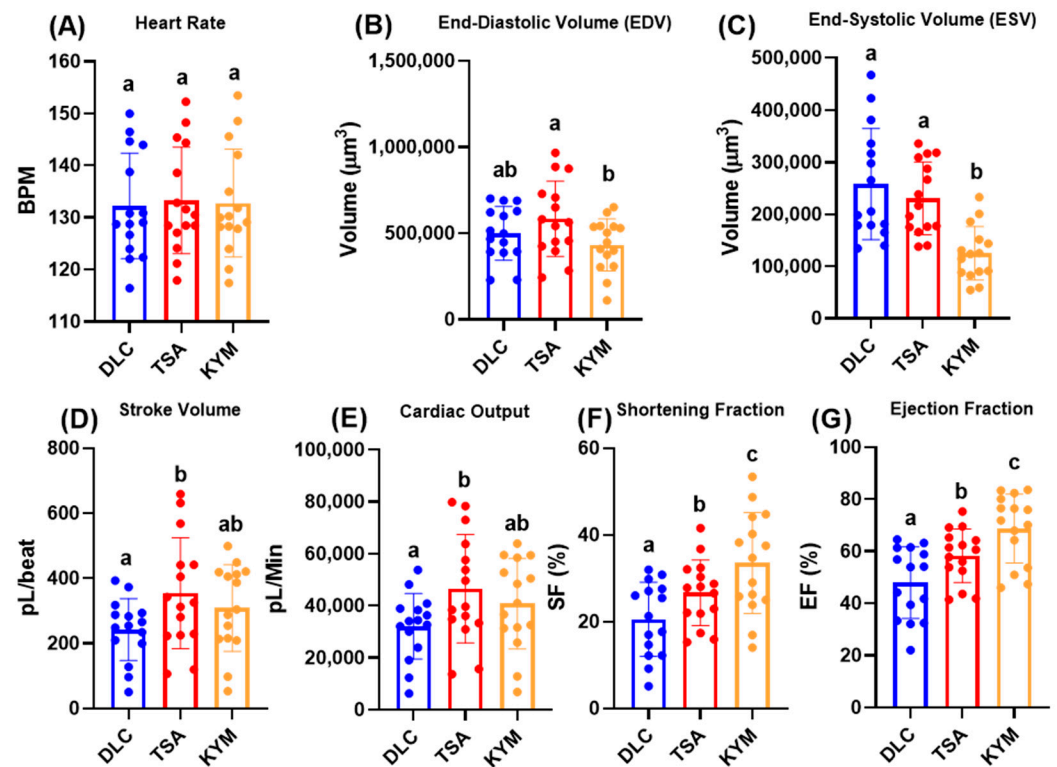 (A) Heart Rate
BPM
160
150
140
130
120
110
a a a
DLC TSA KYM
(B) End-Diastolic Volume (EDV)
Volume (µm³)
1,500,000
1,000,000
500,000
0
ab a b
DLC TSA KYM
(C) End-Systolic Volume (ESV)
Volume (µm³)
500,000
400,000
300,000
200,000
100,000
0
a a b
DLC TSA KYM
(D) Stroke Volume
pL/beat
800
600
400
200
0
a b ab
DLC TSA KYM
(E) Cardiac Output
pL/Min
100,000
80,000
60,000
40,000
20,000
0
a b ab
DLC TSA KYM
(F) Shortening Fraction
SF (%)
60
40
20
0
a b c
DLC TSA KYM
(G) Ejection Fraction
EF (%)
100
80
60
40
20
0
a b c
DLC TSA KYM